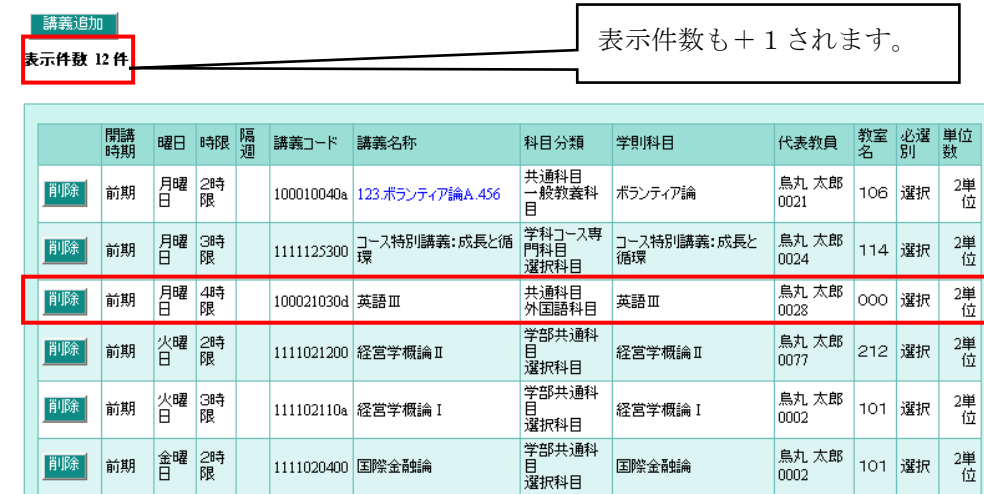 講義追加
表示件数も+1されます。
表示件数 12件
開講時期 曜日 時限 隔週 講義コード 講義名称 科目分類 学則科目 代表教員 教室名 必選別 単位数
削除 前期 月曜日 2時限 100010040a 123.ボランティア論A.456 共通科目 一般教養科目 ボランティア論 烏丸 太郎 0021 106 選択 2単位
削除 前期 月曜日 3時限 1111125300 コース特別講義:成長と循環 学科コース専門科目 選択科目 コース特別講義:成長と循環 烏丸 太郎 0024 114 選択 2単位
削除 前期 月曜日 4時限 100021030d 英語Ⅲ 共通科目 外国語科目 英語Ⅲ 烏丸 太郎 0028 000 選択 2単位
削除 前期 火曜日 2時限 1111021200 経営学概論Ⅱ 学部共通科目 選択科目 経営学概論Ⅱ 烏丸 太郎 0077 212 選択 2単位
削除 前期 火曜日 3時限 111102110a 経営学概論Ⅰ 学部共通科目 選択科目 経営学概論Ⅰ 烏丸 太郎 0002 101 選択 2単位
削除 前期 金曜日 2時限 1111020400 国際金融論 学部共通科目 選択科目 国際金融論 烏丸 太郎 0002 101 選択 2単位